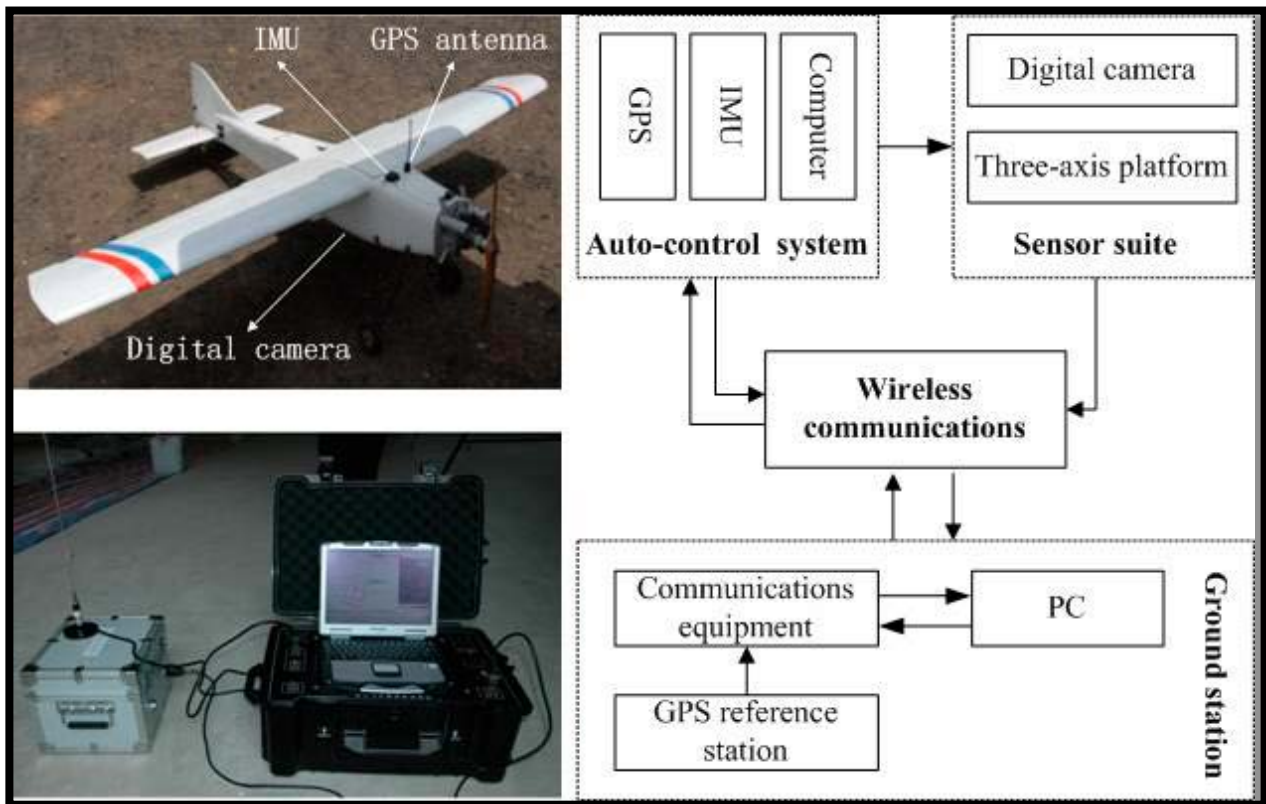 IMU
GPS antenna
Digital camera
GPS
IMU
Computer
Auto-control system
Digital camera
Three-axis platform
Sensor suite
Wireless
communications
Communications
equipment
PC
GPS reference
station
Ground station